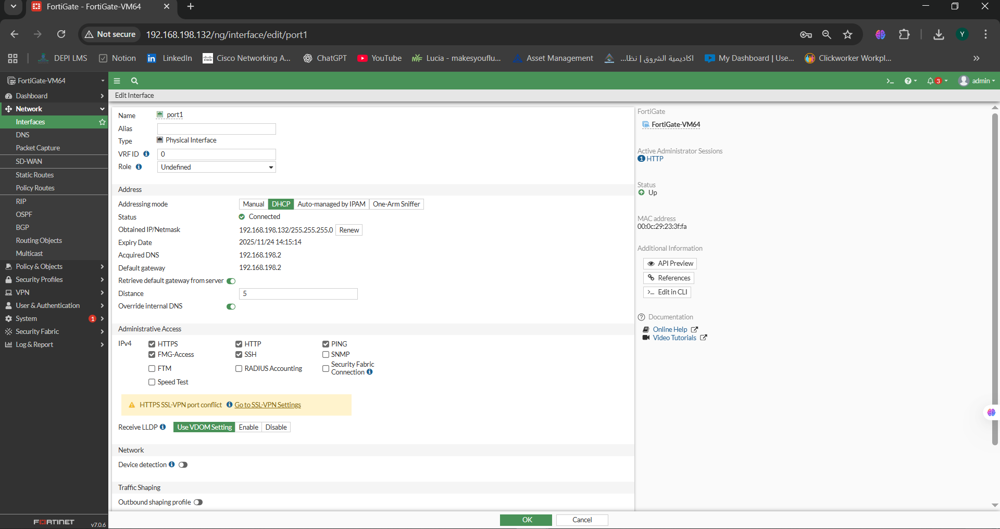 FortiGate - FortiGate-VM64
Not secure
192.168.198.132/ng/interface/edit/port1
Y
DEPI LMS
Notion
LinkedIn
Cisco Networking A...
ChatGPT
YouTube
Lucia - makesyouflu...
Asset Management
اكاديمية الشروق | نظا...
My Dashboard | Use...
Clickworker Workpl...
FortiGate-VM64
3
admin
Dashboard
Network
Interfaces
DNS
Packet Capture
SD-WAN
Static Routes
Policy Routes
RIP
OSPF
BGP
Routing Objects
Multicast
Policy & Objects
Security Profiles
VPN
User & Authentication
System 1
Security Fabric
Log & Report
FORTINET
v7.0.6
Edit Interface
Name port1
Alias
Type Physical Interface
VRF ID 0
Role Undefined
Address
Addressing mode Manual DHCP Auto-managed by IPAM One-Arm Sniffer
Status Connected
Obtained IP/Netmask 192.168.198.132/255.255.255.0 Renew
Expiry Date 2025/11/24 14:15:14
Acquired DNS 192.168.198.2
Default gateway 192.168.198.2
Retrieve default gateway from server
Distance 5
Override internal DNS
Administrative Access
IPv4 HTTPS HTTP PING
FMG-Access SSH SNMP
FTM RADIUS Accounting Security Fabric Connection
Speed Test
HTTPS SSL-VPN port conflict Go to SSL-VPN Settings
Receive LLDP Use VDOM Setting Enable Disable
Network
Device detection
Traffic Shaping
Outbound shaping profile
OK Cancel
FortiGate
FortiGate-VM64
Active Administrator Sessions
1 HTTP
Status
Up
MAC address
00:0c:29:23:3f:fa
Additional Information
API Preview
References
>_ Edit in CLI
Documentation
Online Help
Video Tutorials